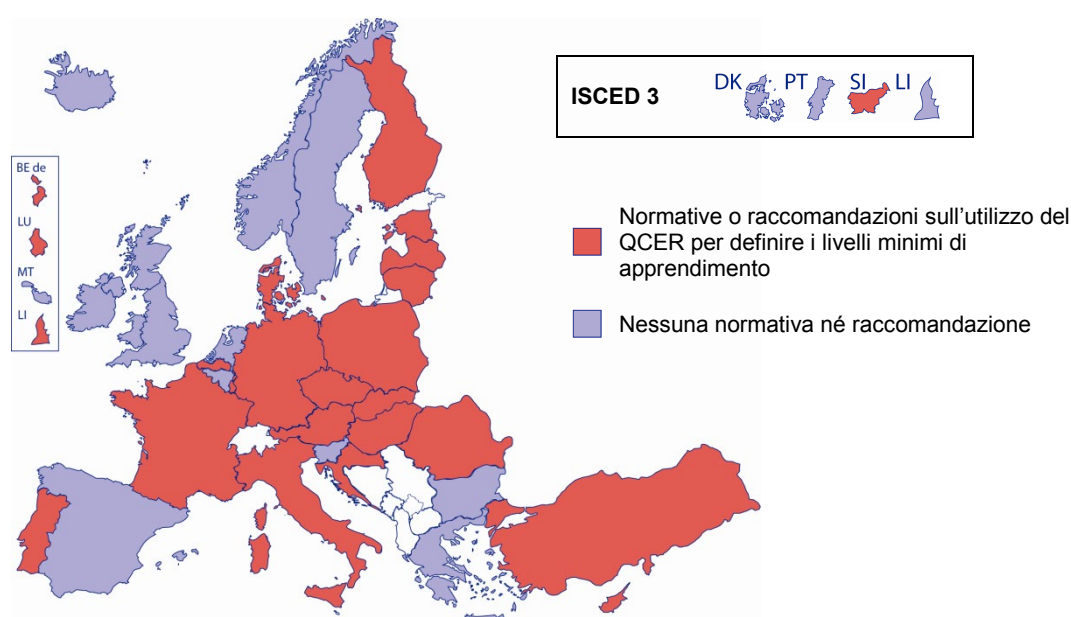 ISCED 3
DK PT SI LI
BE de
LU
MT
LI
Normative o raccomandazioni sull'utilizzo del
QCER per definire i livelli minimi di
apprendimento
Nessuna normativa né raccomandazione